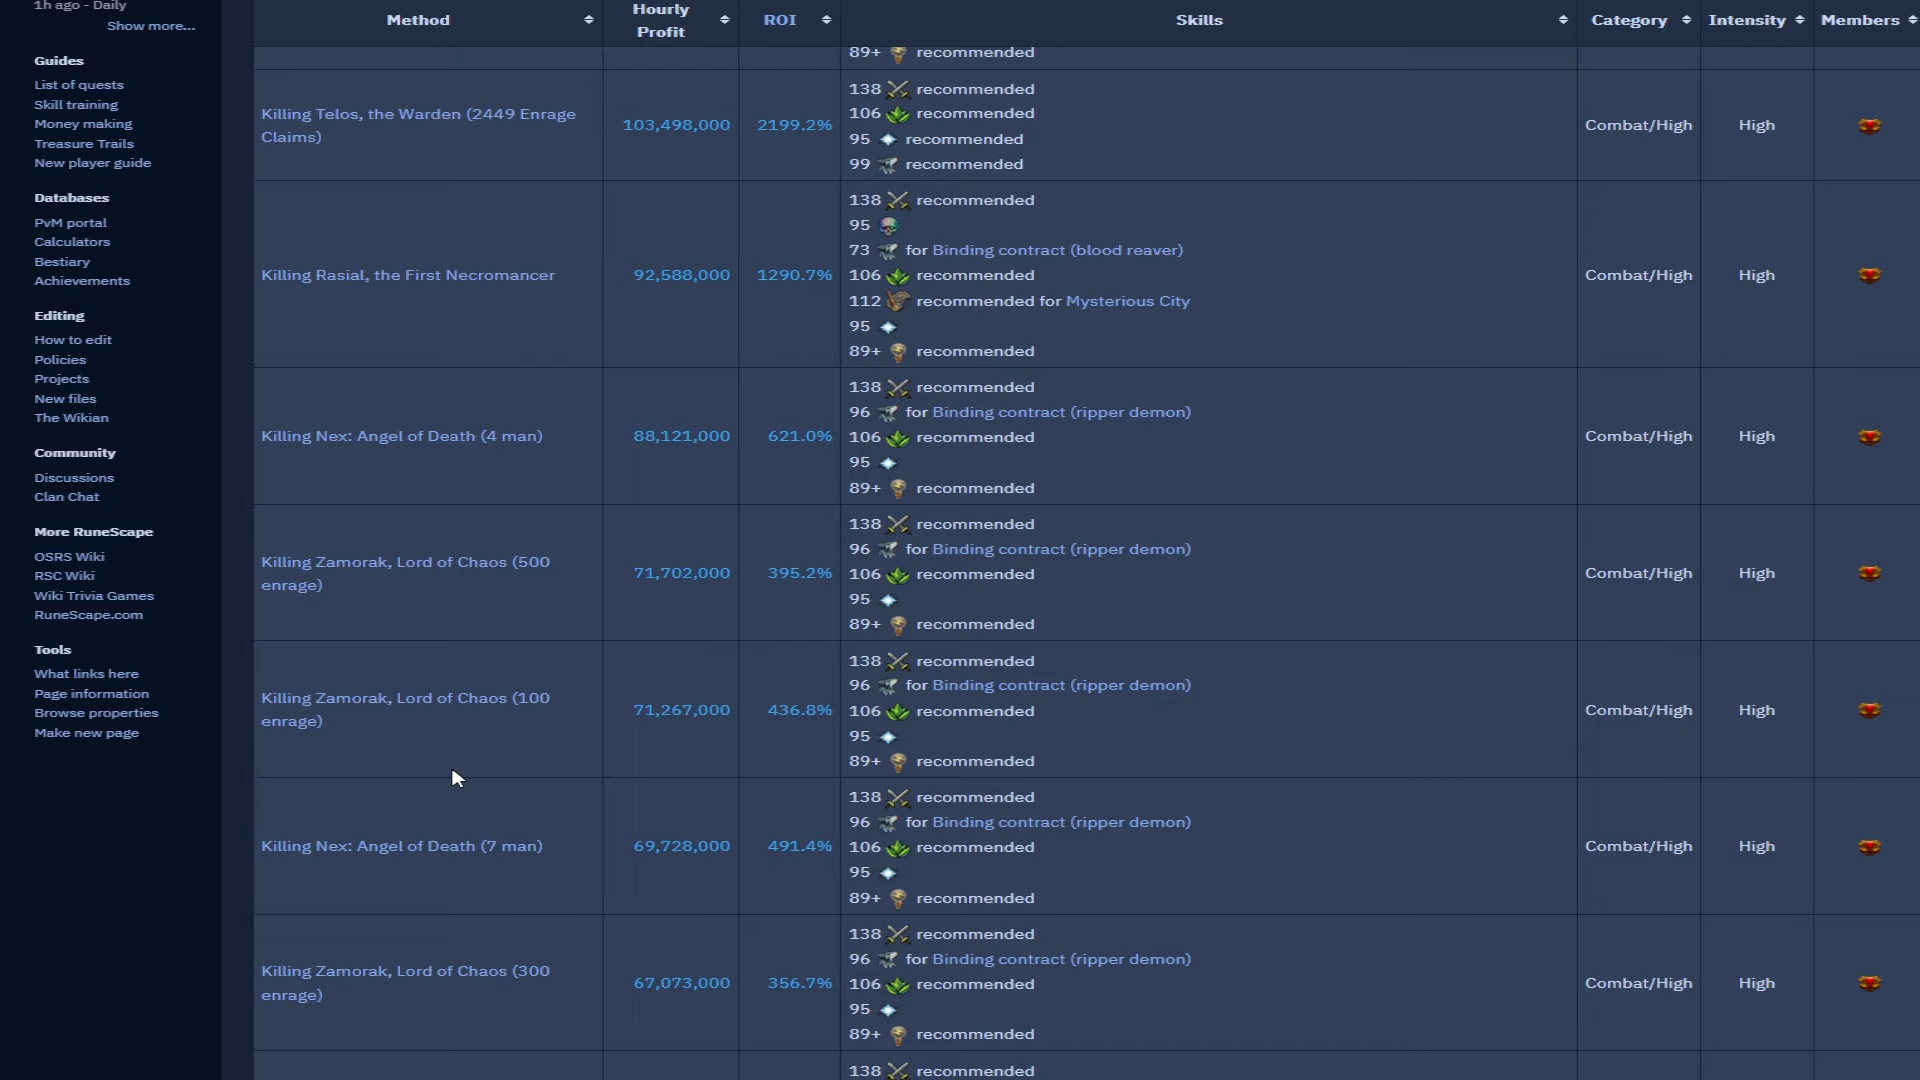 1h ago - Daily
Show more...
Guides
List of quests
Skill training
Money making
Treasure Trails
New player guide
Databases
PvM portal
Calculators
Bestiary
Achievements
Editing
How to edit
Policies
Projects
New files
The Wikian
Community
Discussions
Clan Chat
More RuneScape
OSRS Wiki
RSC Wiki
Wiki Trivia Games
RuneScape.com
Tools
What links here
Page information
Browse properties
Make new page
Method Hourly Profit ROI Skills Category Intensity Members
89+ recommended
Killing Telos, the Warden (2449 Enrage
Claims)
103,498,000 2199.2%
138 recommended
106 recommended
95 recommended
99 recommended
Combat/High High
Killing Rasial, the First Necromancer
92,588,000 1290.7%
138 recommended
95
73 for Binding contract (blood reaver)
106 recommended
112 recommended for Mysterious City
95
89+ recommended
Combat/High High
Killing Nex: Angel of Death (4 man)
88,121,000 621.0%
138 recommended
96 for Binding contract (ripper demon)
106 recommended
95
89+ recommended
Combat/High High
Killing Zamorak, Lord of Chaos (500
enrage)
71,702,000 395.2%
138 recommended
96 for Binding contract (ripper demon)
106 recommended
95
89+ recommended
Combat/High High
Killing Zamorak, Lord of Chaos (100
enrage)
71,267,000 436.8%
138 recommended
96 for Binding contract (ripper demon)
106 recommended
95
89+ recommended
Combat/High High
Killing Nex: Angel of Death (7 man)
69,728,000 491.4%
138 recommended
96 for Binding contract (ripper demon)
106 recommended
95
89+ recommended
Combat/High High
Killing Zamorak, Lord of Chaos (300
enrage)
67,073,000 356.7%
138 recommended
96 for Binding contract (ripper demon)
106 recommended
95
89+ recommended
Combat/High High
138 recommended